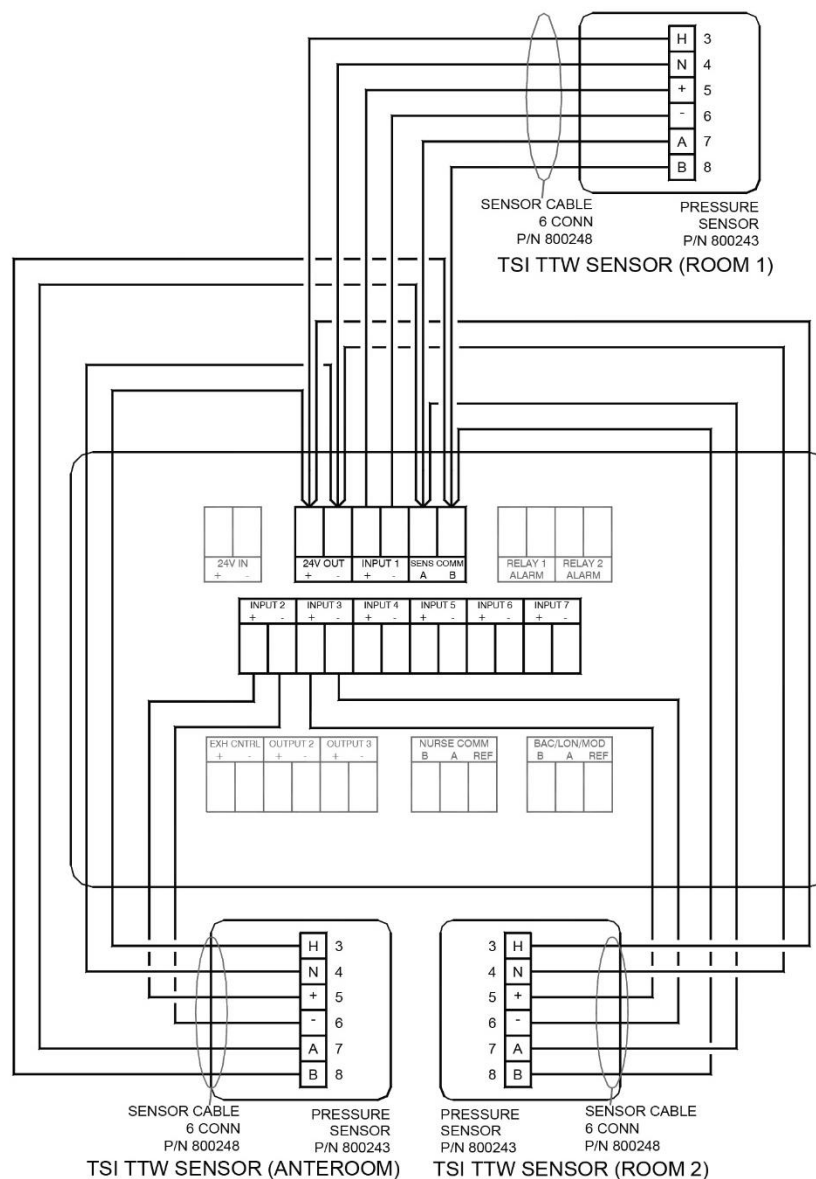 H 3
N 4
+ 5
- 6
A 7
B 8
SENSOR CABLE
6 CONN
P/N 800248
PRESSURE
SENSOR
P/N 800243
TSI TTW SENSOR (ROOM 1)
24V IN
+ -
24V OUT
+ -
INPUT 1
+ -
SENS COMM
A B
RELAY 1
ALARM
RELAY 2
ALARM
INPUT 2
+ -
INPUT 3
+ -
INPUT 4
+ -
INPUT 5
+ -
INPUT 6
+ -
INPUT 7
+ -
EXH CNTRL
+ -
OUTPUT 2
+ -
OUTPUT 3
+ -
NURSE COMM
B A REF
BAC/LON/MOD
B A REF
H 3
N 4
+ 5
- 6
A 7
B 8
SENSOR CABLE
6 CONN
P/N 800248
PRESSURE
SENSOR
P/N 800243
TSI TTW SENSOR (ANTEROOM)
3 H
4 N
5 +
6 -
7 A
8 B
PRESSURE
SENSOR
P/N 800243
SENSOR CABLE
6 CONN
P/N 800248
TSI TTW SENSOR (ROOM 2)